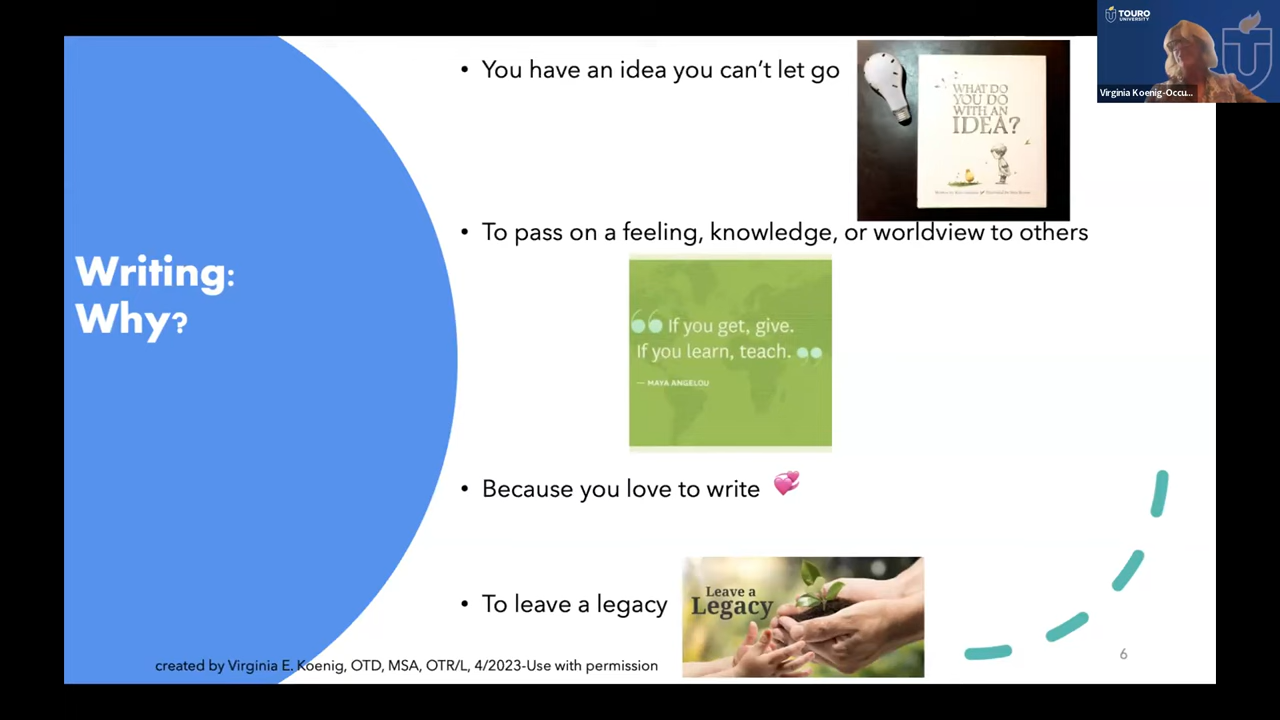 TOURO
UNIVERSITY
Virginia Koenig-Occu...
• You have an idea you can't let go
WHAT DO
YOU DO
WITH AN
IDEA?
• To pass on a feeling, knowledge, or worldview to others
Writing:
Why?
“ If you get, give.
If you learn, teach. ”
— MAYA ANGELOU
• Because you love to write 💞
• To leave a legacy
Leave a
Legacy
created by Virginia E. Koenig, OTD, MSA, OTR/L, 4/2023-Use with permission
6